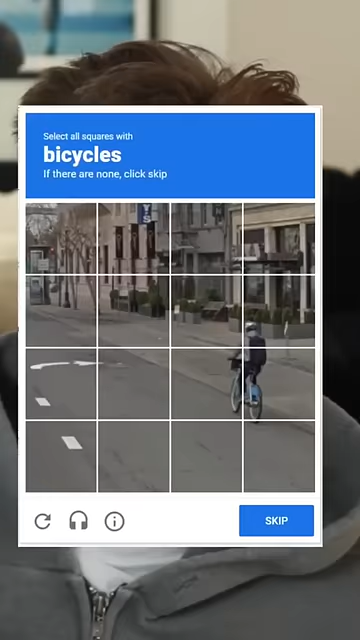 Select all squares with
bicycles
If there are none, click skip
SKIP